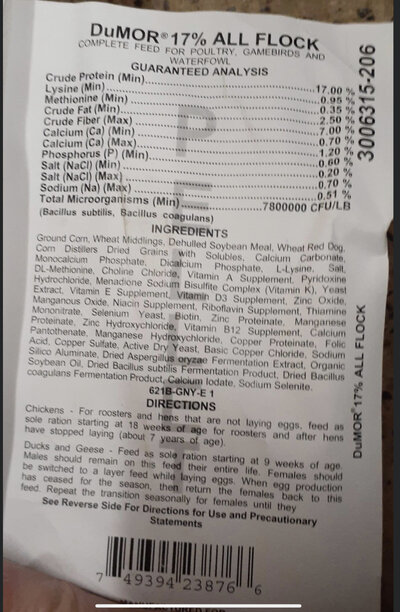 DuMOR® 17% ALL FLOCK
COMPLETE FEED FOR POULTRY, GAMEBIRDS AND
WATERFOWL
GUARANTEED ANALYSIS
Crude Protein (Min)...17.00 %
Lysine (Min)...0.95 %
Methionine (Min)...0.35 %
Crude Fat (Min)...2.50 %
Crude Fiber (Max)...7.00 %
Calcium (Ca) (Min)...0.70 %
Calcium (Ca) (Max)...1.20 %
Phosphorus (P) (Min)...0.60 %
Salt (NaCl) (Min)...0.20 %
Salt (NaCl) (Max)...0.70 %
Sodium (Na) (Max)...0.51 %
Total Microorganisms (Min)...7800000 CFU/LB
(Bacillus subtilis, Bacillus coagulans)
INGREDIENTS
Ground Corn, Wheat Middlings, Dehulled Soybean Meal, Wheat Red Dog,
Corn Distillers Dried Grains with Solubles, Calcium Carbonate,
Monocalcium Phosphate, Dicalcium Phosphate, L-Lysine, Salt,
DL-Methionine, Choline Chloride, Vitamin A Supplement, Pyridoxine
Hydrochloride, Menadione Sodium Bisulfite Complex (Vitamin K), Yeast
Extract, Vitamin E Supplement, Vitamin D3 Supplement, Zinc Oxide,
Manganous Oxide, Niacin Supplement, Riboflavin Supplement, Thiamine
Mononitrate, Selenium Yeast, Biotin, Zinc Proteinate, Manganese
Proteinate, Zinc Hydroxychloride, Vitamin B12 Supplement, Calcium
Pantothenate, Manganese Hydroxychloride, Copper Proteinate, Folic
Acid, Copper Sulfate, Active Dry Yeast, Basic Copper Chloride, Sodium
Silico Aluminate, Dried Aspergillus oryzae Fermentation Extract, Organic
Soybean Oil, Dried Bacillus subtilis Fermentation Product, Dried Bacillus
coagulans Fermentation Product, Calcium Iodate, Sodium Selenite.
621B-GNY-E 1
DIRECTIONS
Chickens - For roosters and hens that are not laying eggs, feed as
sole ration starting at 18 weeks of age for roosters and after hens
have stopped laying (about 7 years of age).
Ducks and Geese - Feed as sole ration starting at 9 weeks of age.
Males should remain on this feed their entire life. Females should
be switched to a layer feed while laying eggs. When egg production
has ceased for the season, then return the females back to this
feed. Repeat the transition seasonally for females until they
See Reverse Side For Directions for Use and Precautionary
Statements
7 49394 23876 6
MANUFACTURED FOR
3006315-206
DuMOR® 17% ALL FLOCK